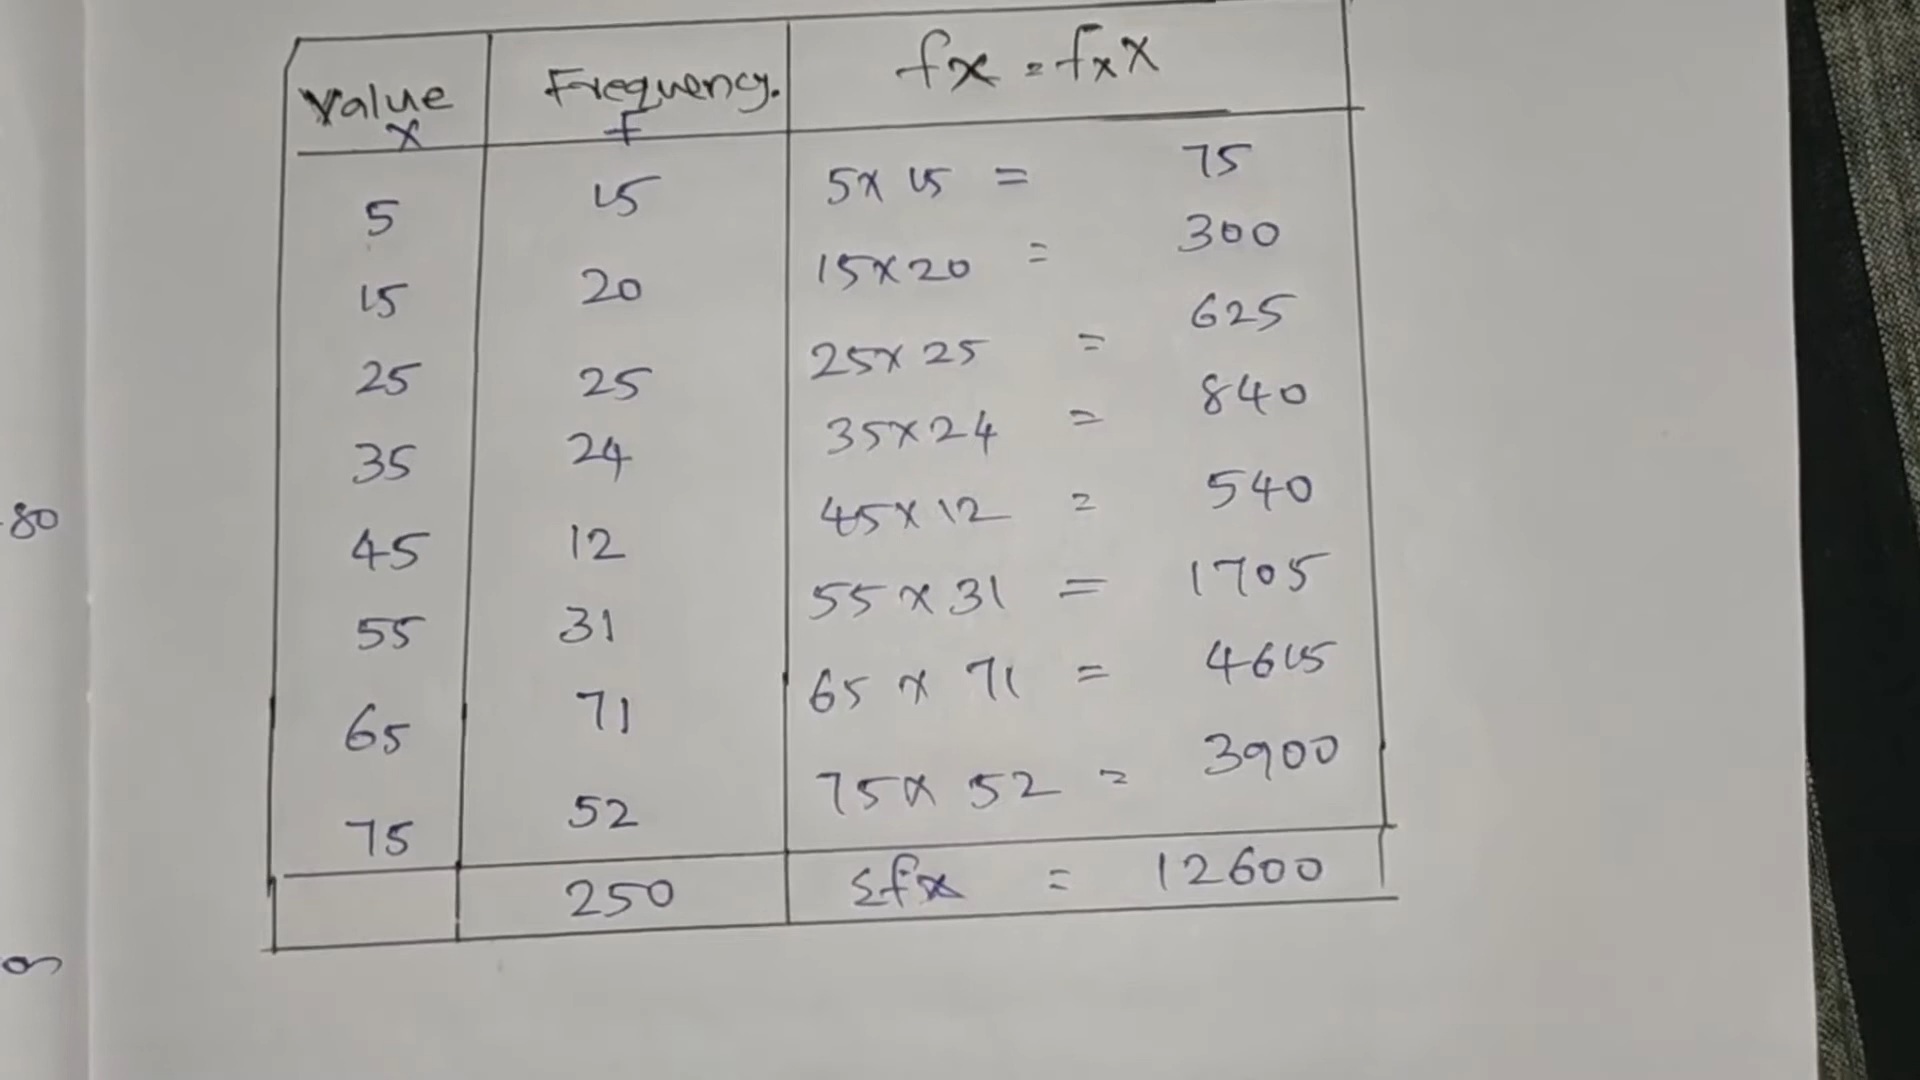 Value x Frequency. f fx = f x x
5 15 5 x 15 = 75
15 20 15 x 20 = 300
25 25 25 x 25 = 625
35 24 35 x 24 = 840
45 12 45 x 12 = 540
55 31 55 x 31 = 1705
65 71 65 x 71 = 4615
75 52 75 x 52 = 3900
250 Σfx = 12600
80